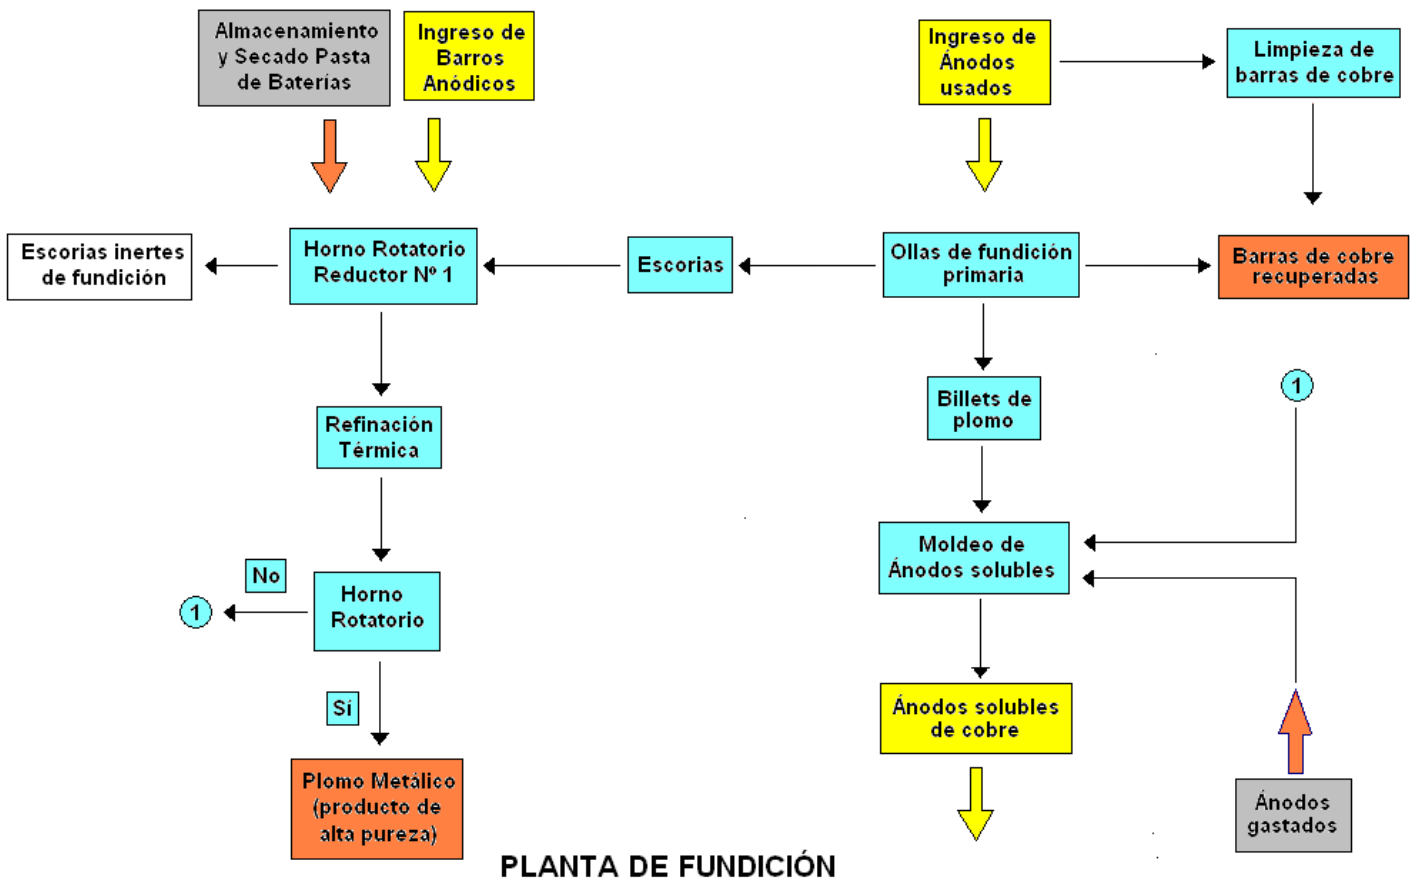 Almacenamiento
y Secado Pasta
de Baterías
Ingreso de
Barros
Anódicos
Ingreso de
Ánodos
usados
Limpieza de
barras de cobre
Escorias inertes
de fundición
Horno Rotatorio
Reductor Nº 1
Escorias
Ollas de fundición
primaria
Barras de cobre
recuperadas
Billets de
plomo
1
Refinación
Térmica
Moldeo de
Ánodos solubles
No
1
Horno
Rotatorio
Sí
Ánodos solubles
de cobre
Plomo Metálico
(producto de
alta pureza)
Ánodos
gastados
PLANTA DE FUNDICIÓN